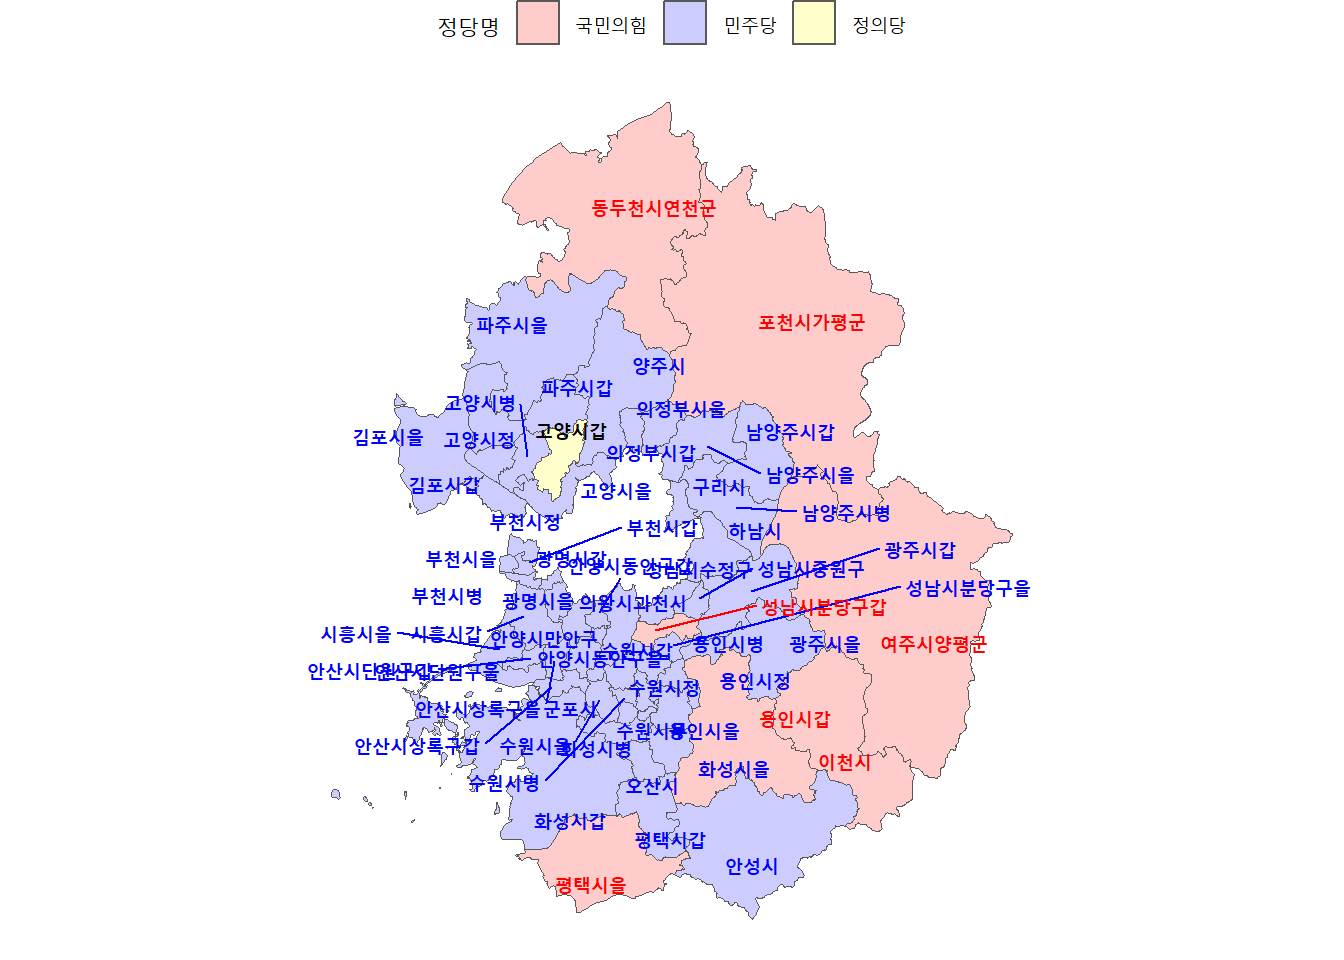 정당명 국민의힘 민주당 정의당
동두천시연천군
포천시가평군
파주시을
양주시
파주시갑
고양시병
의정부시을
고양시갑
남양주시갑
김포시을
고양시정
의정부시갑
남양주시을
김포시갑
고양시을
구리시
남양주시병
부천시정
부천시갑
하남시
광주시갑
부천시을
광명시갑
안양시동안구갑
성남시수정구
성남시중원구
성남시분당구을
부천시병
광명시을
의왕시과천시
성남시분당구갑
시흥시을
시흥시갑
안양시만안구
수원시갑
용인시병
광주시을
여주시양평군
안양시동안구을
안산시단원구갑
안산시단원구을
용인시정
수원시정
안산시상록구을
군포시
용인시갑
수원시무
용인시을
안산시상록구갑
수원시을
화성시병
이천시
화성시을
수원시병
오산시
화성시갑
평택시갑
안성시
평택시을